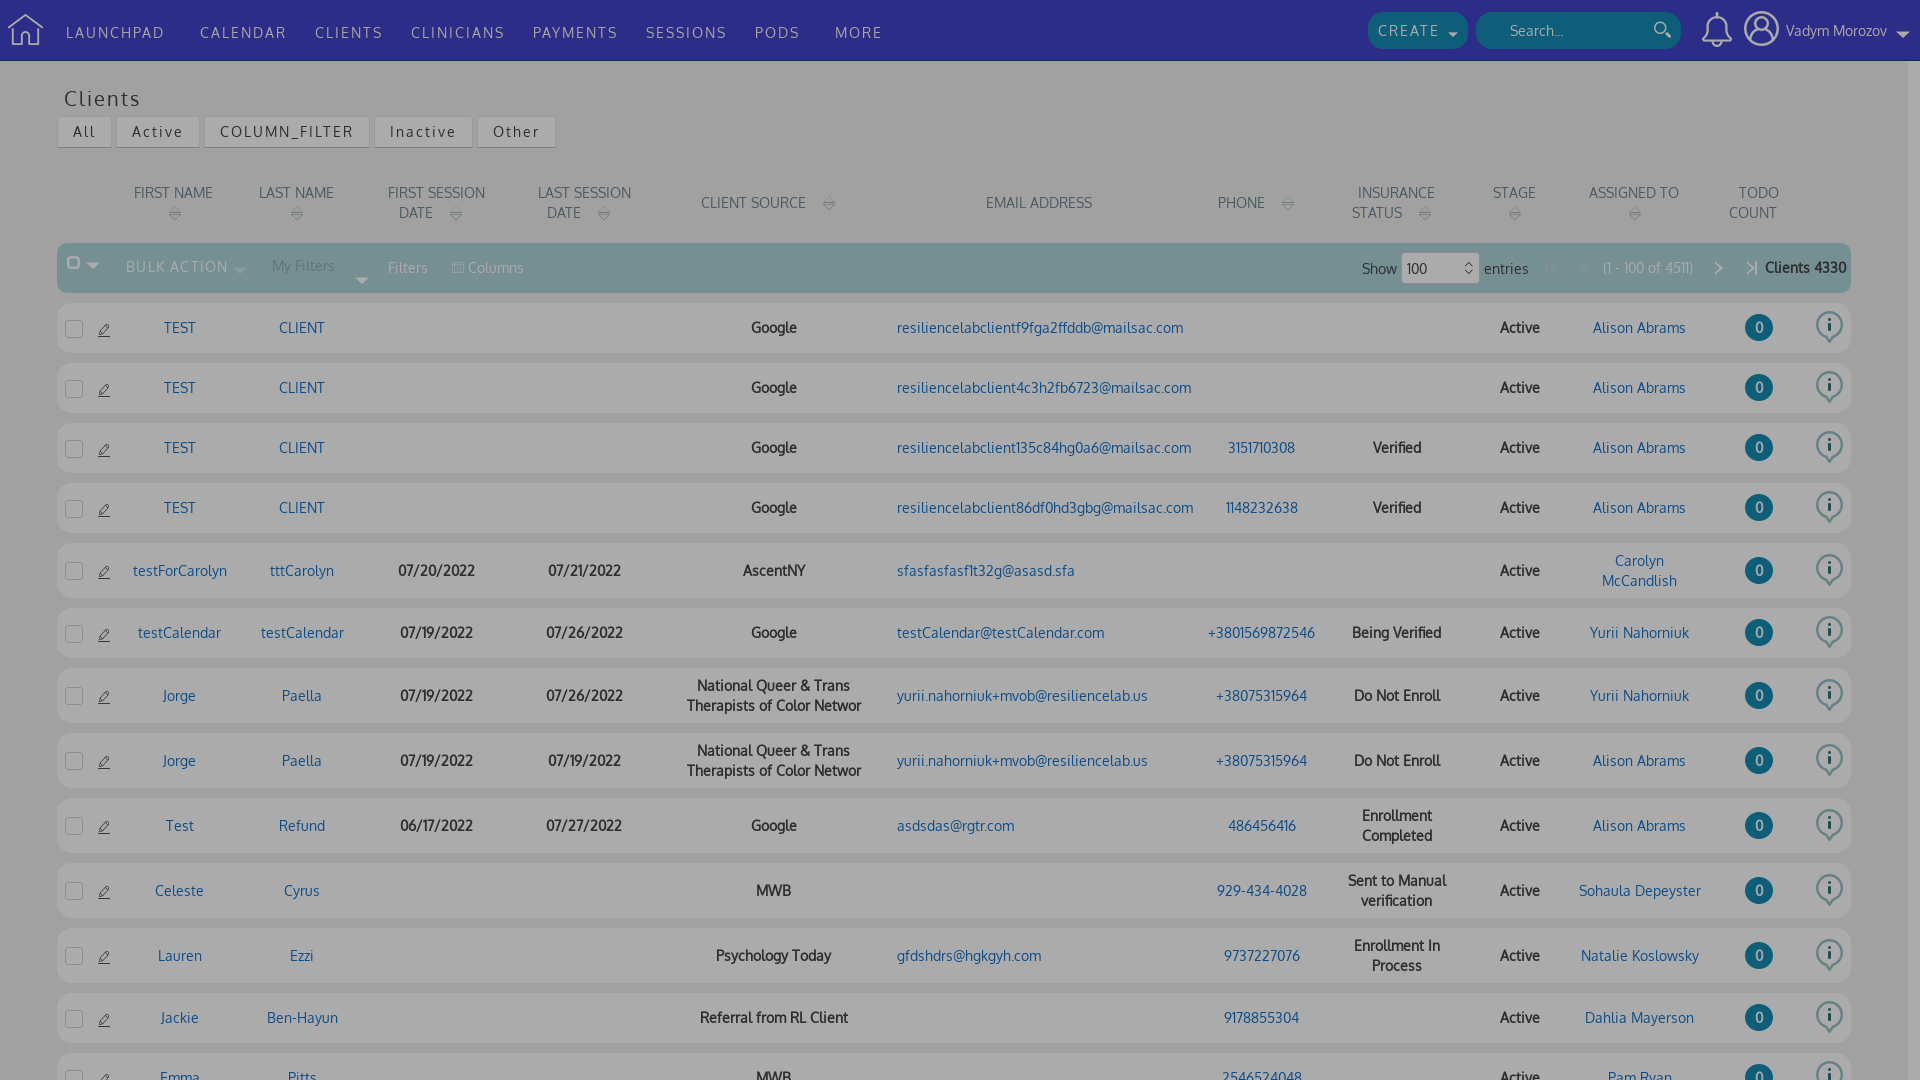 LAUNCHPAD CALENDAR CLIENTS CLINICIANS PAYMENTS SESSIONS PODS MORE CREATE Search... Vadym Morozov
Clients
All Active COLUMN_FILTER Inactive Other
FIRST NAME LAST NAME FIRST SESSION DATE LAST SESSION DATE CLIENT SOURCE EMAIL ADDRESS PHONE INSURANCE STATUS STAGE ASSIGNED TO TODO COUNT
BULK ACTION My Filters Filters Columns Show 100 entries (1 - 100 of 4511) Clients 4330
TEST CLIENT Google resiliencelabclientf9fga2ffddb@mailsac.com Active Alison Abrams 0
TEST CLIENT Google resiliencelabclient4c3h2fb6723@mailsac.com Active Alison Abrams 0
TEST CLIENT Google resiliencelabclient135c84hg0a6@mailsac.com 3151710308 Verified Active Alison Abrams 0
TEST CLIENT Google resiliencelabclient86df0hd3gbg@mailsac.com 1148232638 Verified Active Alison Abrams 0
testForCarolyn tttCarolyn 07/20/2022 07/21/2022 AscentNY sfasfasfasf1t32g@asasd.sfa Active Carolyn McCandlish 0
testCalendar testCalendar 07/19/2022 07/26/2022 Google testCalendar@testCalendar.com +3801569872546 Being Verified Active Yurii Nahorniuk 0
Jorge Paella 07/19/2022 07/26/2022 National Queer & Trans Therapists of Color Networ yurii.nahorniuk+mvob@resiliencelab.us +38075315964 Do Not Enroll Active Yurii Nahorniuk 0
Jorge Paella 07/19/2022 07/19/2022 National Queer & Trans Therapists of Color Networ yurii.nahorniuk+mvob@resiliencelab.us +38075315964 Do Not Enroll Active Alison Abrams 0
Test Refund 06/17/2022 07/27/2022 Google asdsdas@rgtr.com 486456416 Enrollment Completed Active Alison Abrams 0
Celeste Cyrus MWB 929-434-4028 Sent to Manual verification Active Sohaula Depeyster 0
Lauren Ezzi Psychology Today gfdshdrs@hgkgyh.com 9737227076 Enrollment In Process Active Natalie Koslowsky 0
Jackie Ben-Hayun Referral from RL Client 9178855304 Active Dahlia Mayerson 0
Emma Pitts MWB 2546524048 Active Pam Ryan 0